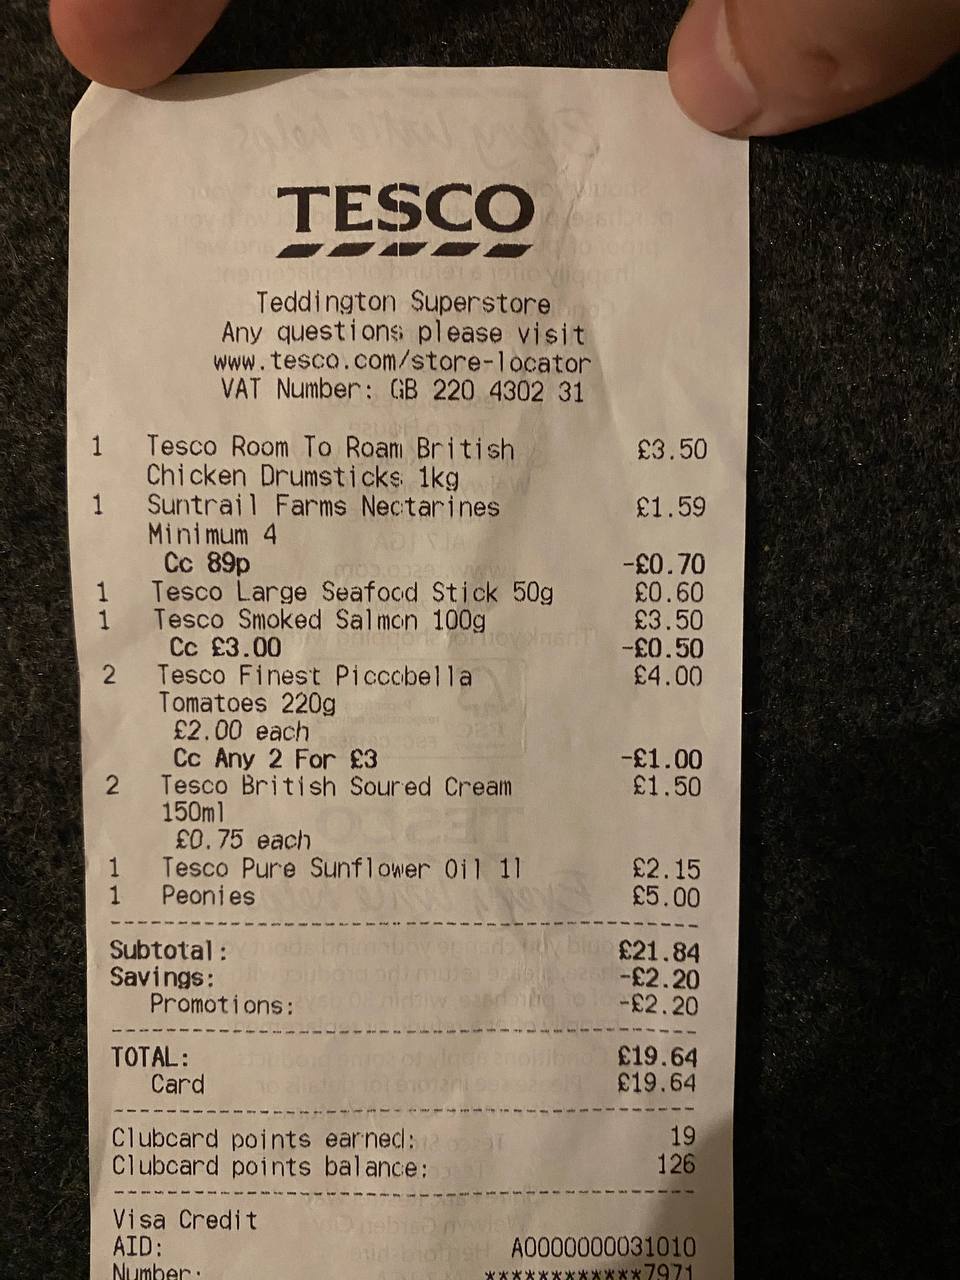 TESCO
Teddington Superstore
Any questions please visit
www.tesco.com/store-locator
VAT Number: GB 220 4302 31
1 Tesco Room To Roam British £3.50
Chicken Drumsticks 1kg
1 Suntrail Farms Nectarines £1.59
Minimum 4
Cc 89p -£0.70
1 Tesco Large Seafood Stick 50g £0.60
1 Tesco Smoked Salmon 100g £3.50
Cc £3.00 -£0.50
2 Tesco Finest Piccobella £4.00
Tomatoes 220g
£2.00 each
Cc Any 2 For £3 -£1.00
2 Tesco British Soured Cream £1.50
150ml
£0.75 each
1 Tesco Pure Sunflower Oil 1l £2.15
1 Peonies £5.00
Subtotal: £21.84
Savings: -£2.20
Promotions: -£2.20
TOTAL: £19.64
Card £19.64
Clubcard points earned: 19
Clubcard points balance: 126
Visa Credit
AID: A0000000031010
Number: ************7971